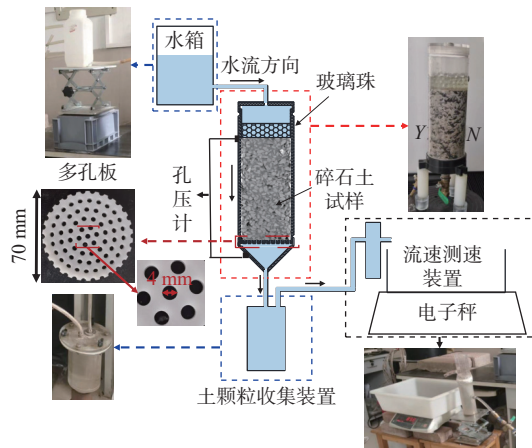 水箱
水流方向
玻璃珠
多孔板
孔
压
计
碎石土
试样
Y
N
70 mm
4 mm
流速测速
装置
电子秤
土颗粒收集装置